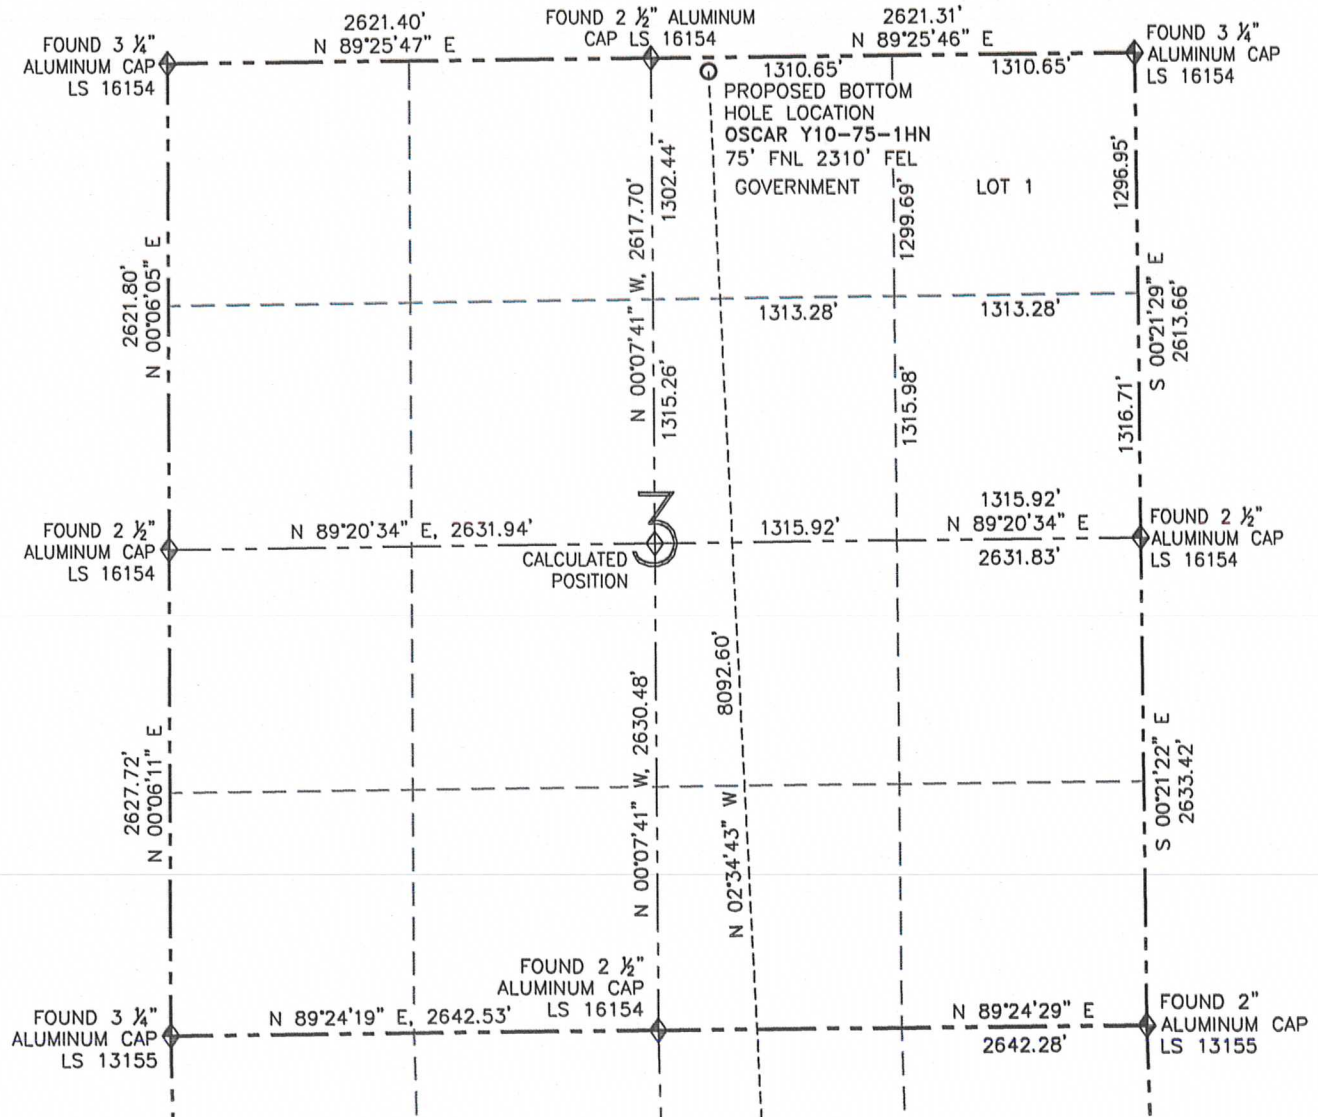 2621.40'
N 89°25'47" E
FOUND 2 ½" ALUMINUM
CAP LS 16154
2621.31'
N 89°25'46" E
FOUND 3 ¼"
ALUMINUM CAP
LS 16154
FOUND 3 ¼"
ALUMINUM CAP
LS 16154
1310.65'
1310.65'
PROPOSED BOTTOM
HOLE LOCATION
OSCAR Y10-75-1HN
75' FNL 2310' FEL
GOVERNMENT
LOT 1
N 00°07'41" W, 2617.70'
1302.44'
1299.69'
1296.95'
2621.80'
N 00°06'05" E
S 00°21'29" E
2613.66'
1313.28'
1313.28'
1315.26'
1315.98'
1316.71'
FOUND 2 ½"
ALUMINUM CAP
LS 16154
N 89°20'34" E, 2631.94'
3
CALCULATED
POSITION
1315.92'
1315.92'
N 89°20'34" E
2631.83'
FOUND 2 ½"
ALUMINUM CAP
LS 16154
8092.60'
N 02°34'43" W
N 00°07'41" W, 2630.48'
2627.72'
N 00°06'11" E
S 00°21'22" E
2633.42'
FOUND 3 ¼"
ALUMINUM CAP
LS 13155
N 89°24'19" E, 2642.53'
FOUND 2 ½"
ALUMINUM CAP
LS 16154
N 89°24'29" E
2642.28'
FOUND 2"
ALUMINUM CAP
LS 13155